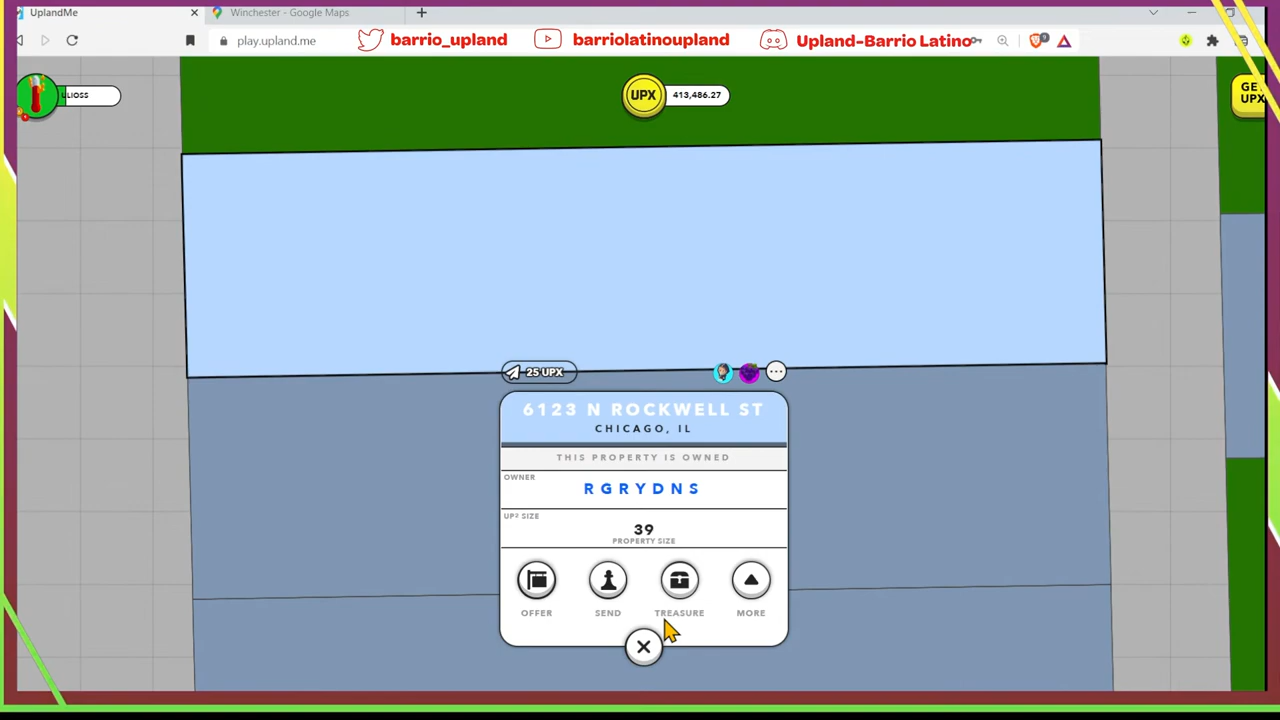 UplandMe
Winchester - Google Maps
play.upland.me
barrio_upland
barriolatinoupland
Upland-Barrio Latino
UPX
413,486.27
GE
UPX
25 UPX
6123 N ROCKWELL ST
CHICAGO, IL
THIS PROPERTY IS OWNED
OWNER
RGRYDNS
UP² SIZE
39
PROPERTY SIZE
OFFER
SEND
TREASURE
MORE